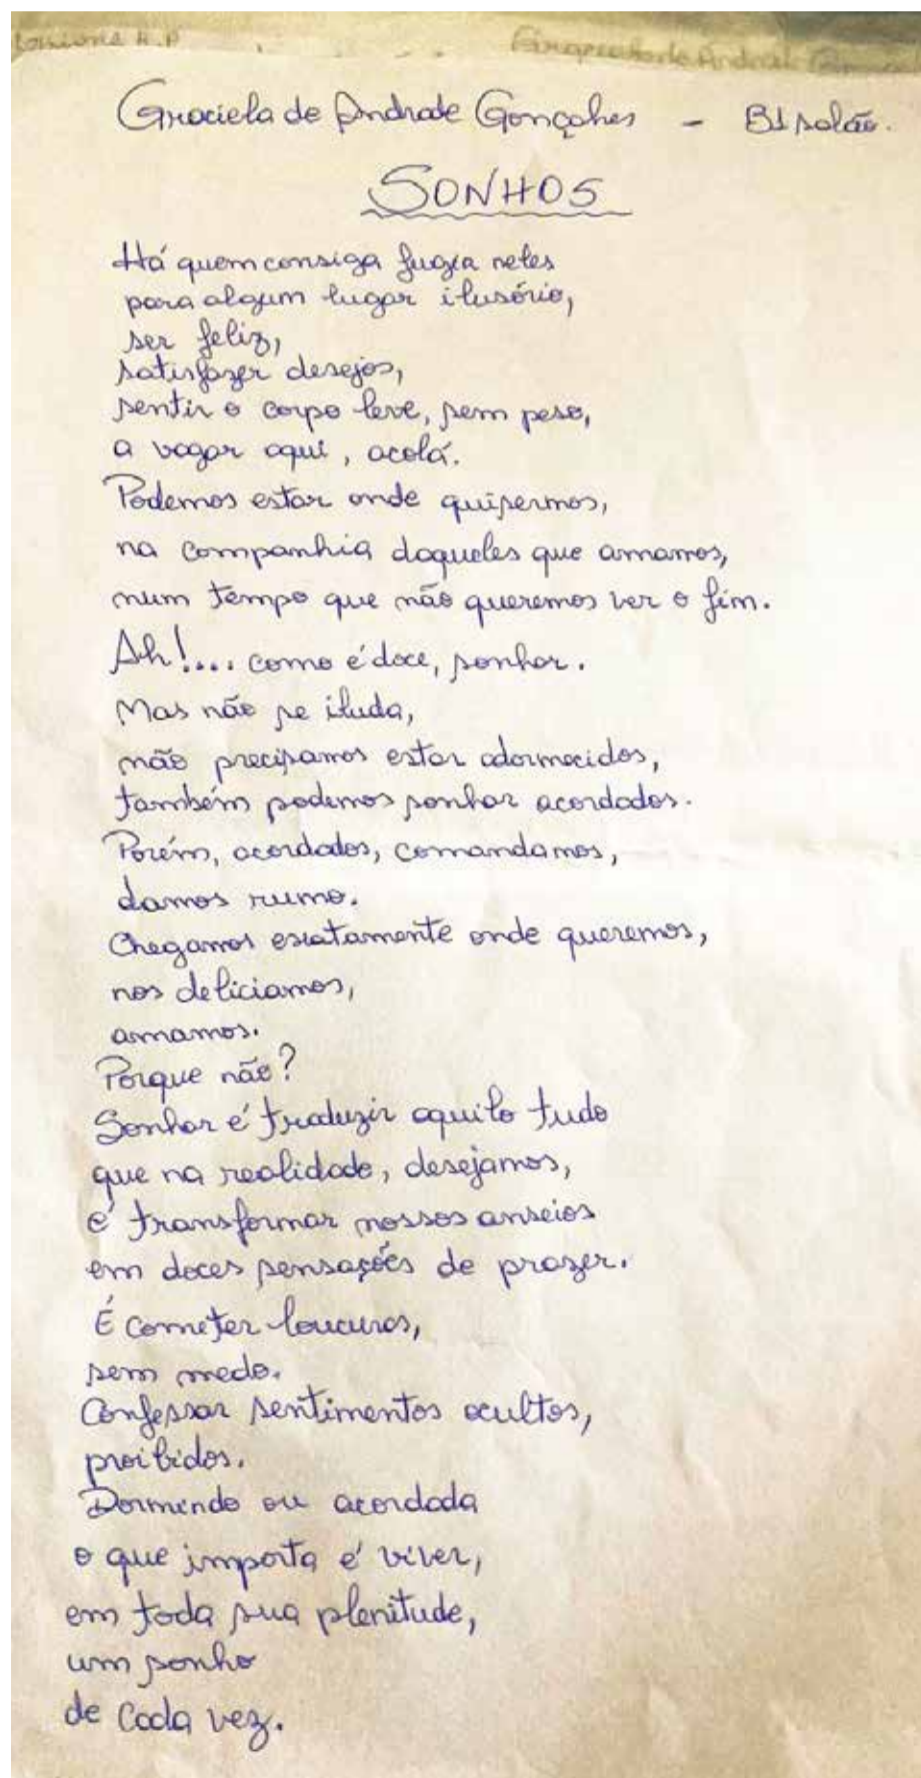 Graciela de Andrade Gonçalves - B1 salão.
SONHOS
Há quem consiga fugir neles
para algum lugar ilusório,
ser feliz,
satisfazer desejos,
sentir o corpo leve, sem peso,
a vagar aqui, acolá.
Podemos estar onde quisermos,
na companhia daqueles que amamos,
num tempo que não queremos ver o fim.
Ah!.... como é doce, sonhar.
Mas não se iluda,
não precisamos estar adormecidos,
também podemos sonhar acordados.
Porém, acordados, comandamos,
damos rumo.
Chegamos exatamente onde queremos,
nos deliciamos,
amamos.
Porque não?
Sonhar é traduzir aquilo tudo
que na realidade, desejamos,
é transformar nossos anseios
em doces sensações de prazer.
É cometer loucuras,
sem medo.
Confessar sentimentos ocultos,
proibidos.
Dormindo ou acordada
o que importa é viver,
em toda sua plenitude,
um sonho
de cada vez.